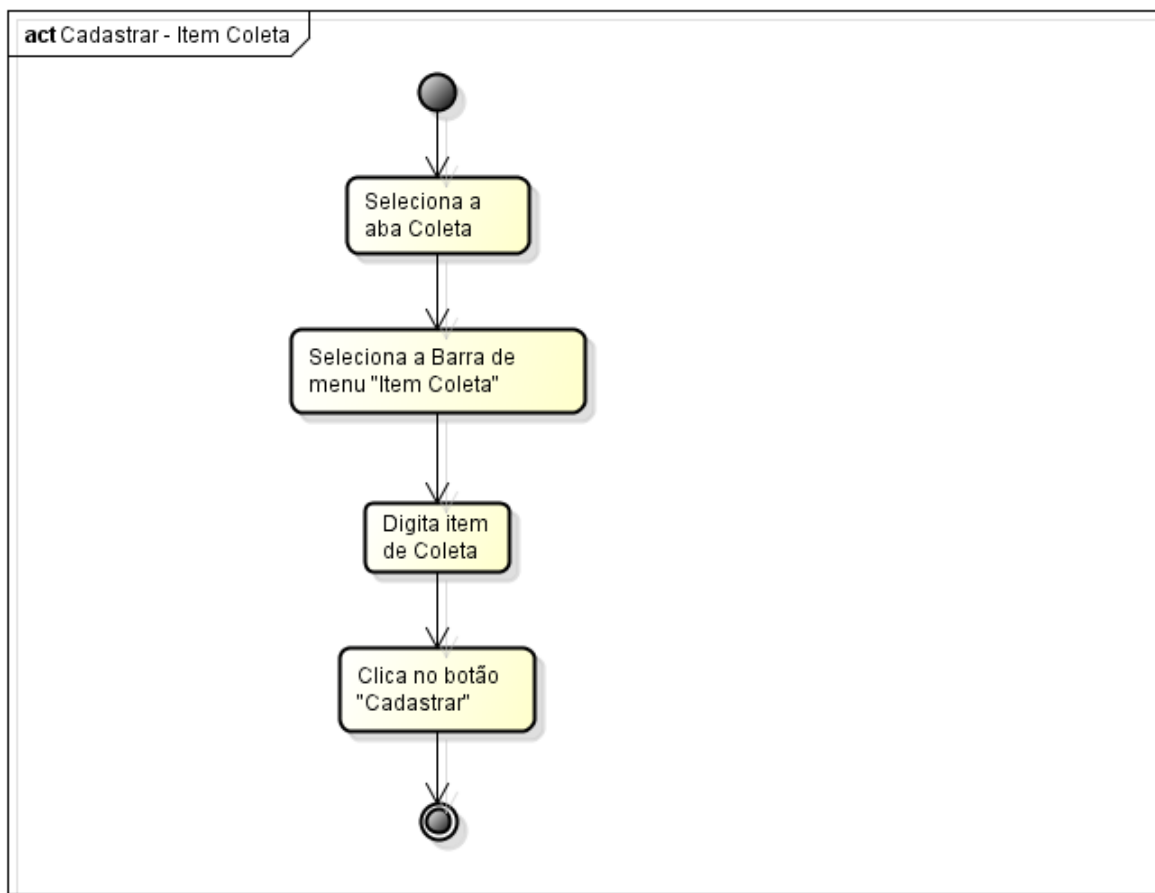 act Cadastrar - Item Coleta
Seleciona a
aba Coleta
Seleciona a Barra de
menu "Item Coleta"
Digita item
de Coleta
Clica no botão
"Cadastrar"